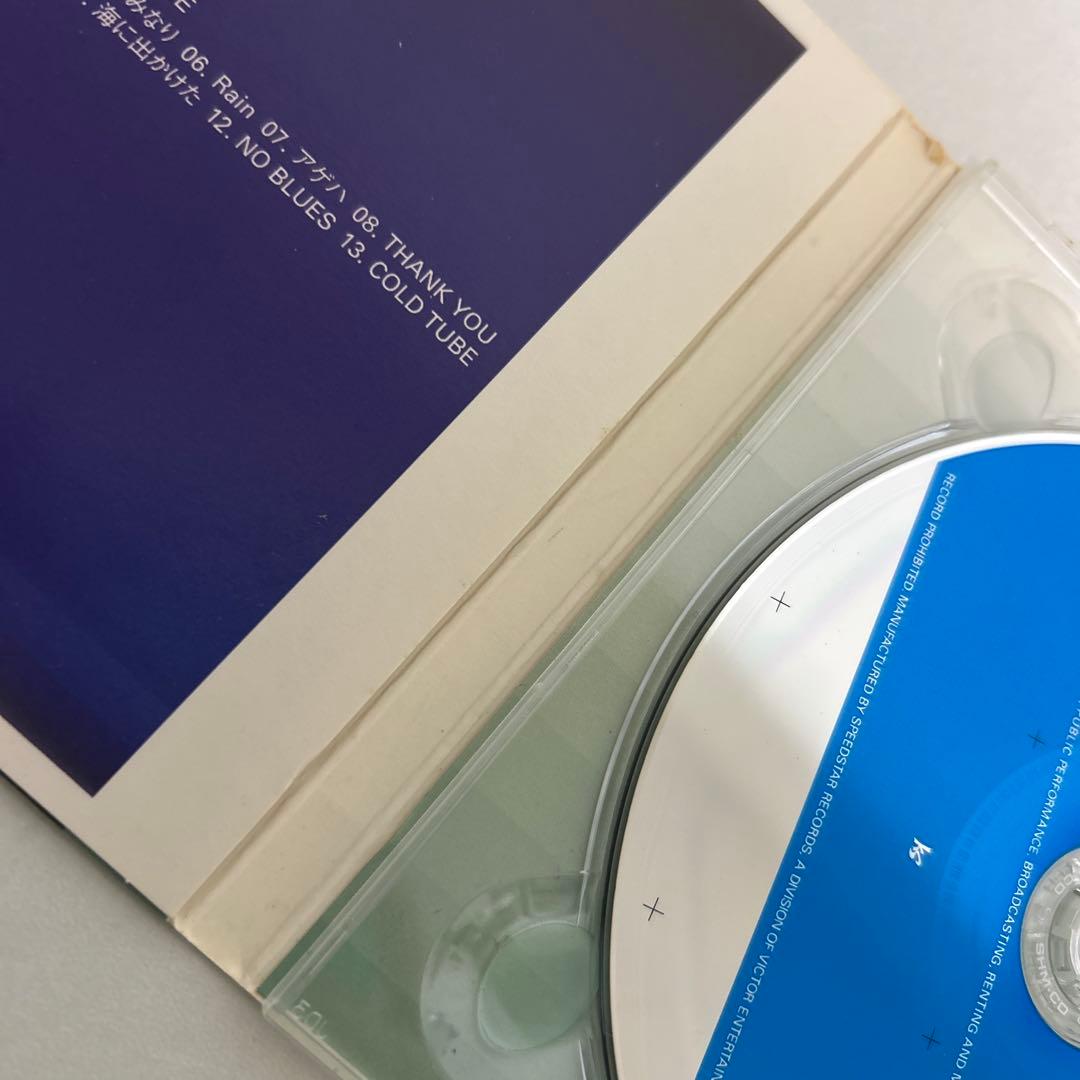 E
みなり 06. Rain 07. アゲハ 08. THANK YOU
海に出かけた 12. NO BLUES 13. COLD TUBE
RECORD PROHIBITED. MANUFACTURED BY SPEEDSTAR RECORDS, A DIVISION OF VICTOR ENTERTAIN
PUBLIC PERFORMANCE, BROADCASTING, RENTING AND
SHM-CD